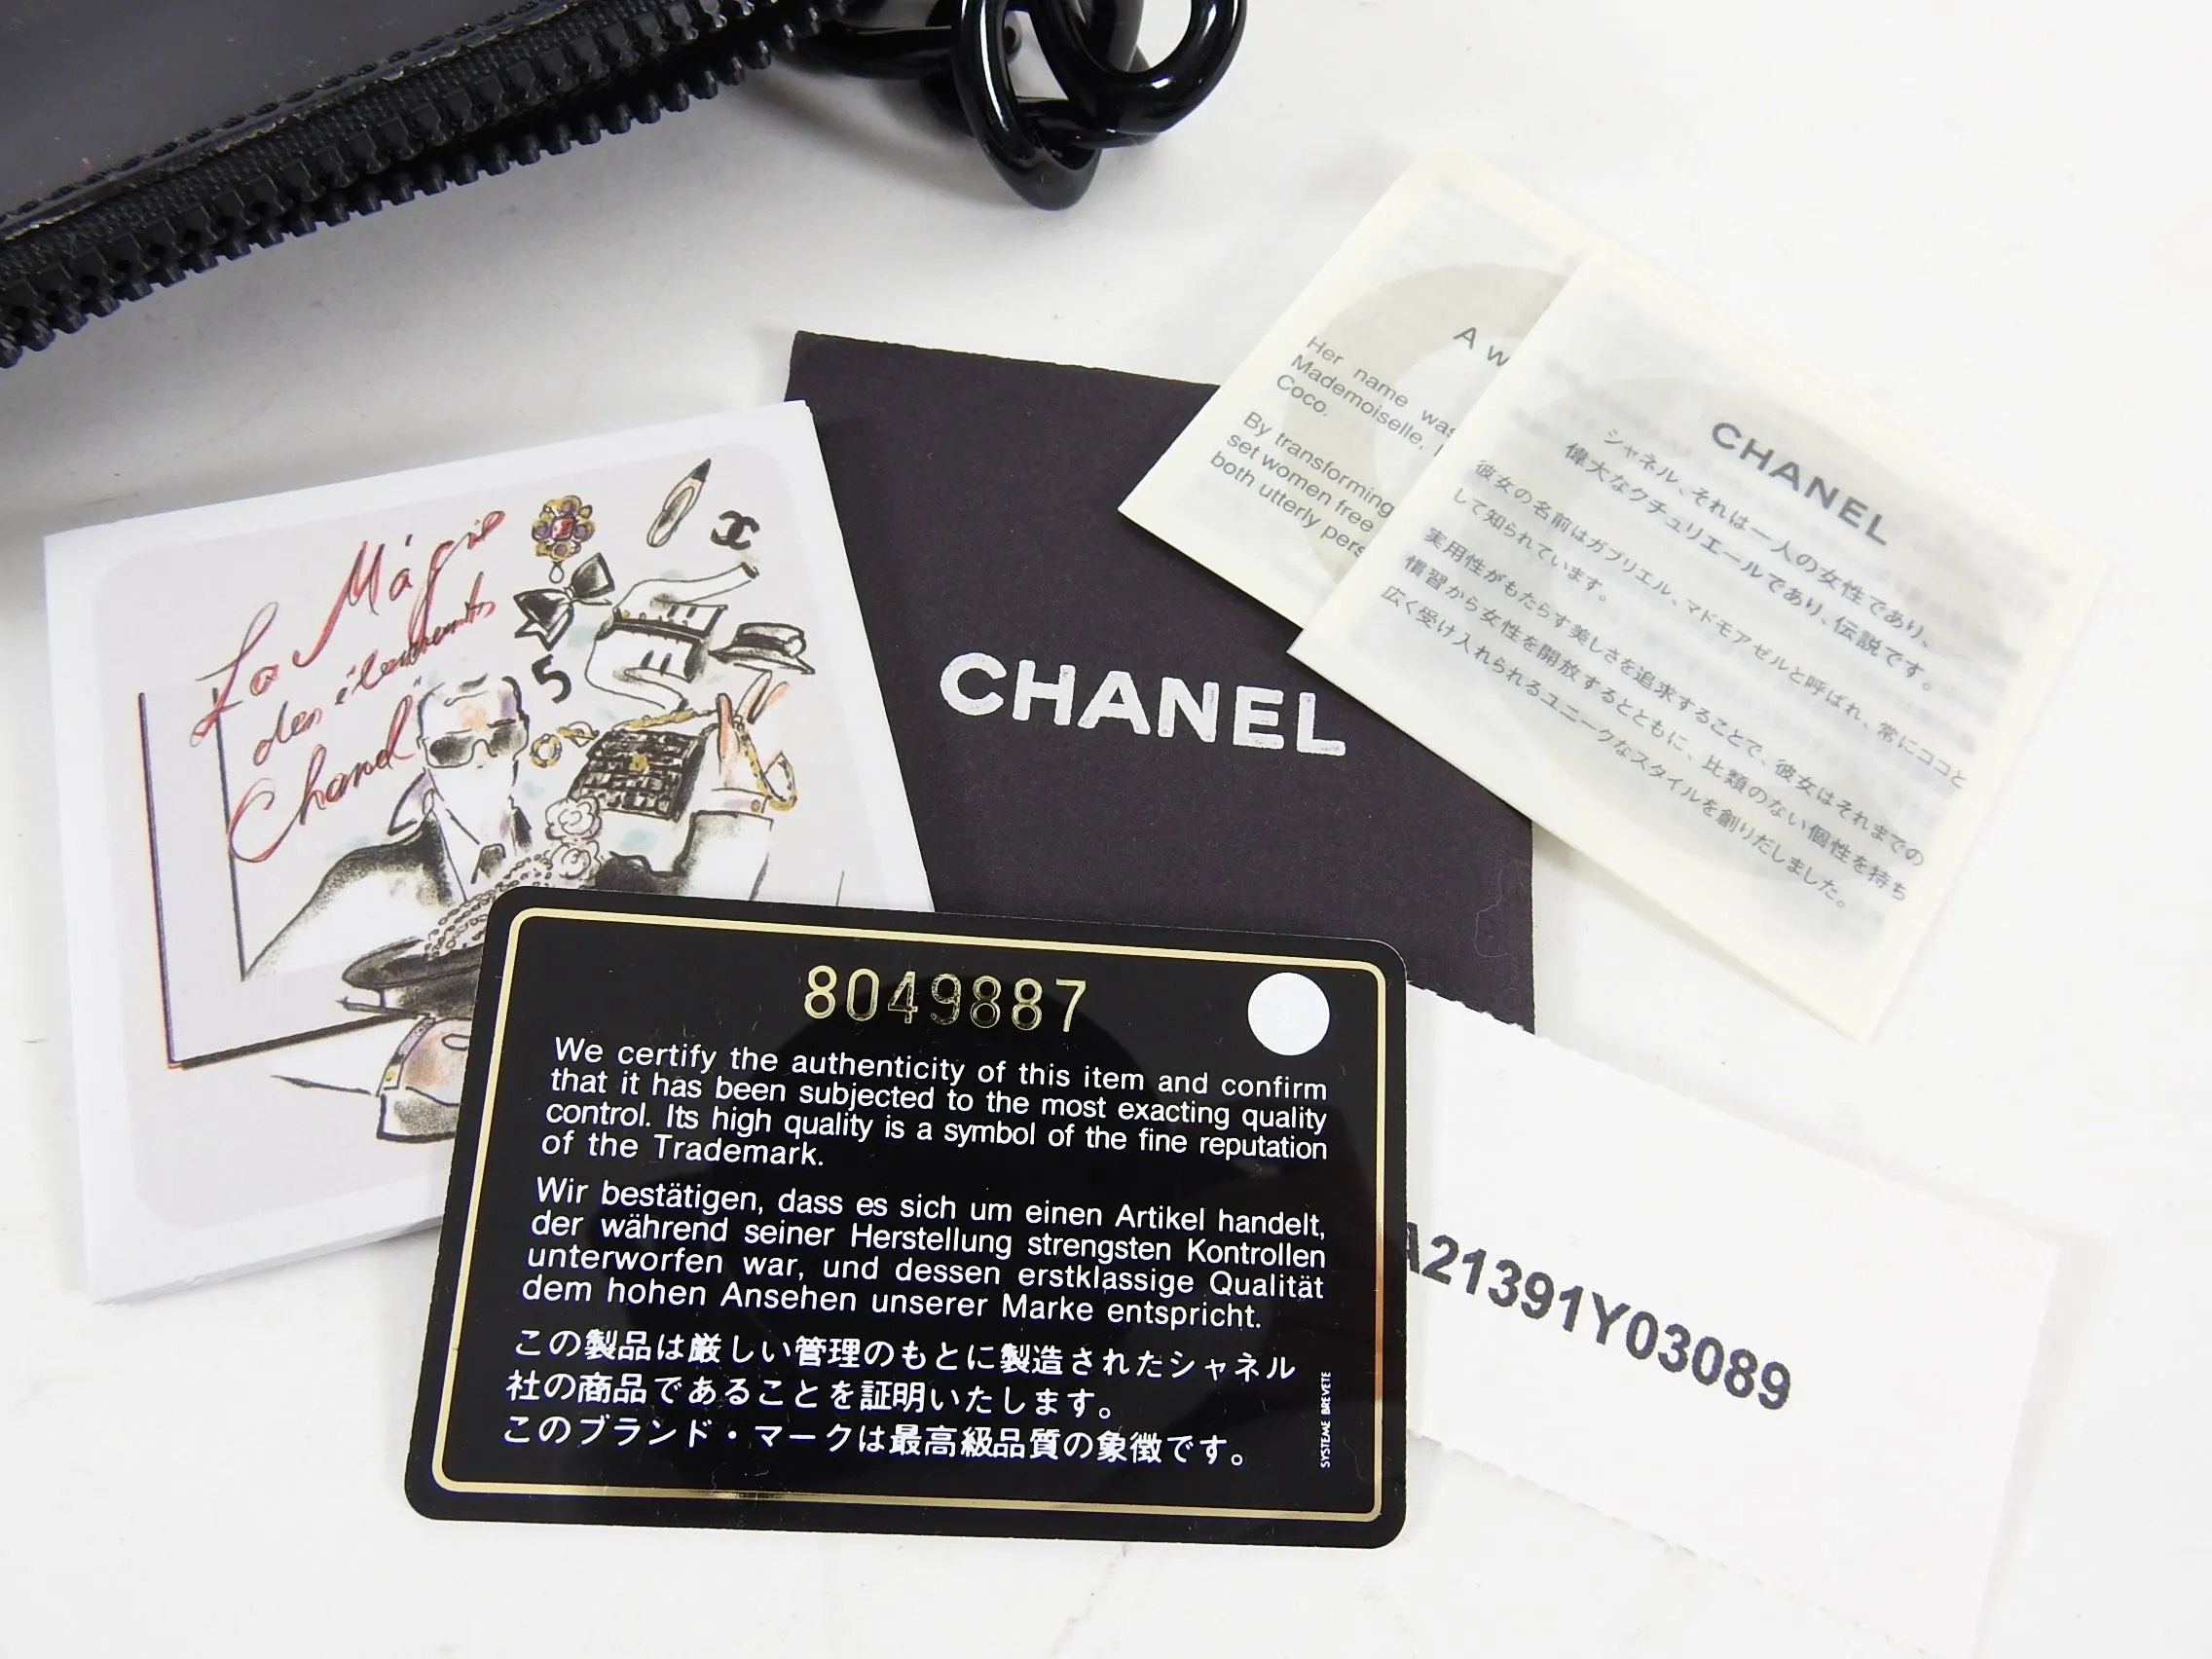 La Magie
des éléments
Chanel
5
CHANEL
A w
Her name was
Mademoiselle,
Coco.
By transforming
set women free
both utterly pers
CHANEL
シャネル、それは一人の女性であり、
偉大なクチュリエールであり、伝説です。
彼女の名前はガブリエル、マドモアゼルと呼ばれ、常にココと
して知られています。
実用性がもたらす美しさを追求することで、彼女はそれまでの
慣習から女性を開放するとともに、比類のない個性を持ち
広く受け入れられるユニークなスタイルを創りだしました。
8049887
We certify the authenticity of this item and confirm
that it has been subjected to the most exacting quality
control. Its high quality is a symbol of the fine reputation
of the Trademark.
Wir bestätigen, dass es sich um einen Artikel handelt,
der während seiner Herstellung strengsten Kontrollen
unterworfen war, und dessen erstklassige Qualität
dem hohen Ansehen unserer Marke entspricht.
この製品は厳しい管理のもとに製造されたシャネル
社の商品であることを証明いたします。
このブランド・マークは最高級品質の象徴です。
SYSTEME BREVETE
A21391Y03089